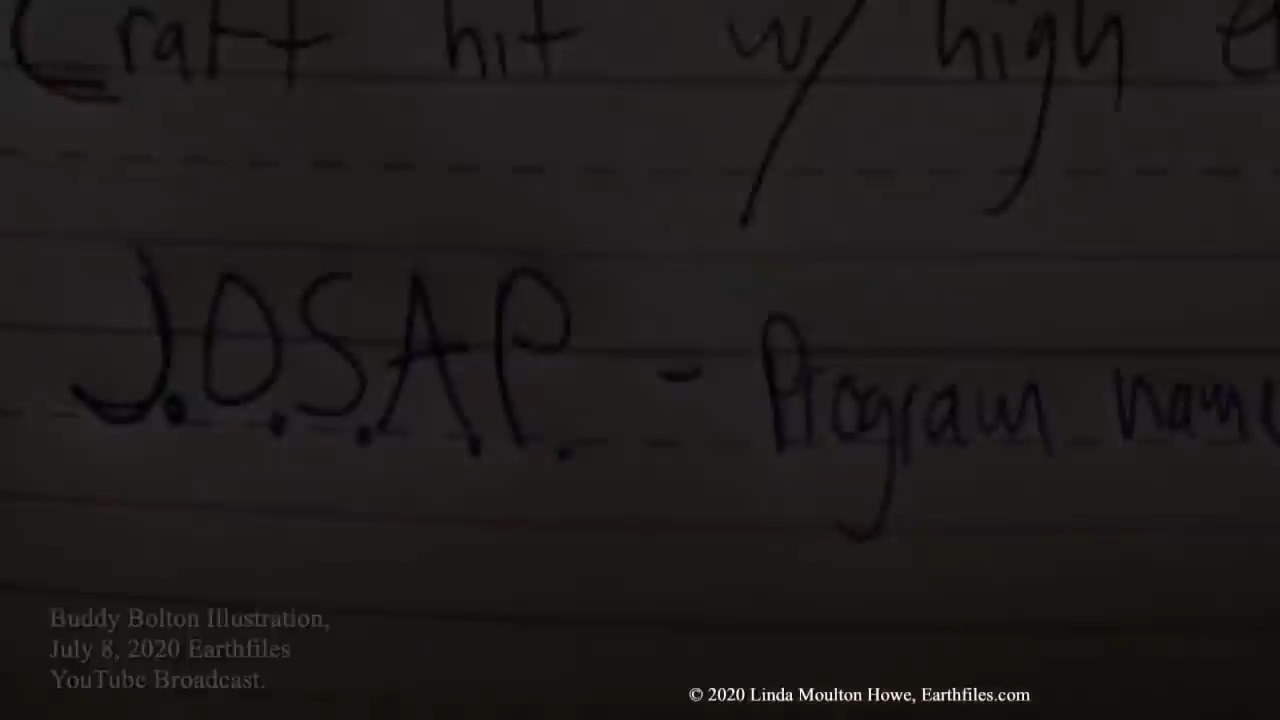 Craft hit w/ high
J.O.S.A.P. - Program name
Buddy Bolton Illustration,
July 8, 2020 Earthfiles
YouTube Broadcast.
© 2020 Linda Moulton Howe, Earthfiles.com